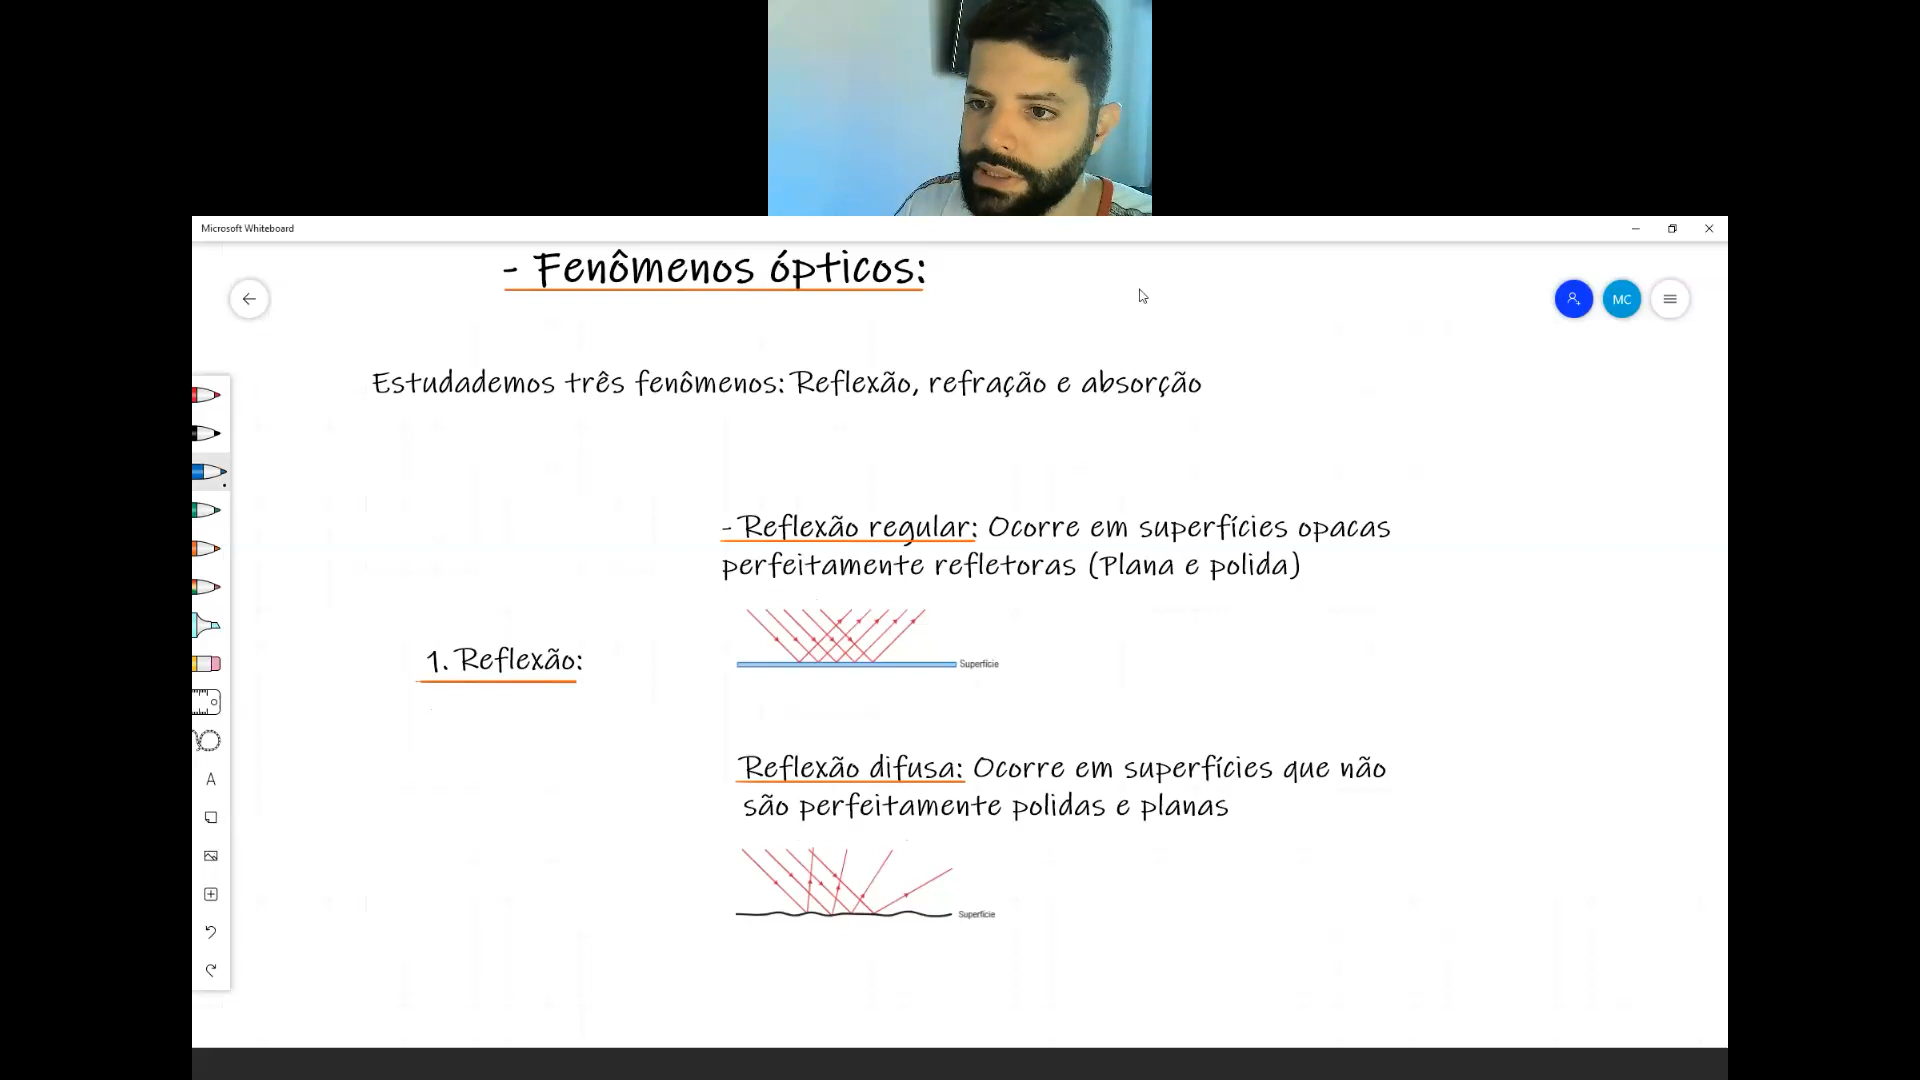 Microsoft Whiteboard
- Fenômenos ópticos:
MC
Estudademos três fenômenos: Reflexão, refração e absorção
- Reflexão regular: Ocorre em superfícies opacas
perfeitamente refletoras (Plana e polida)
Superfície
1. Reflexão:
Reflexão difusa: Ocorre em superfícies que não
são perfeitamente polidas e planas
Superfície
A